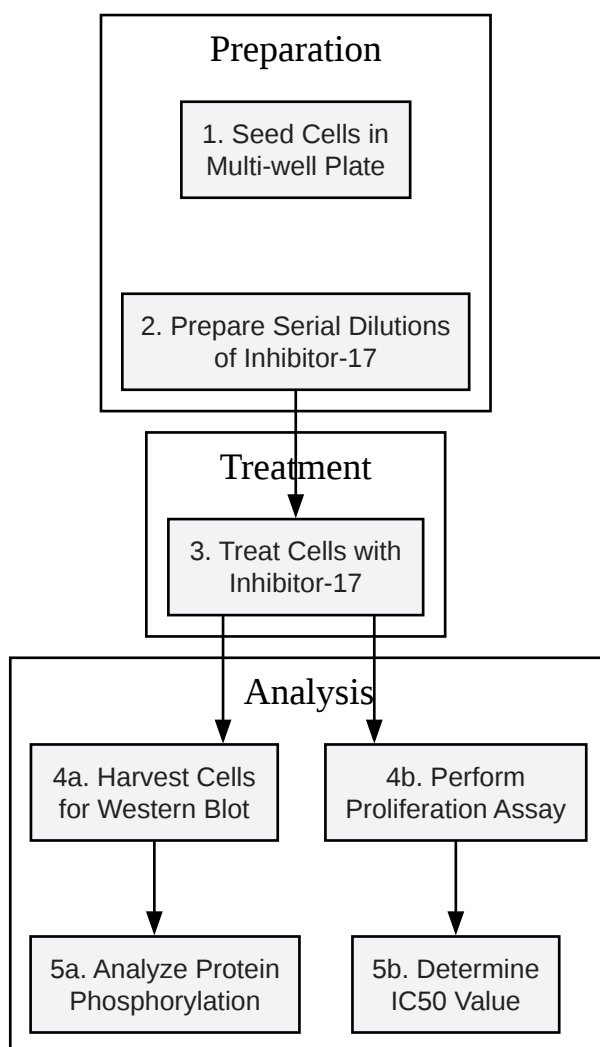 Preparation
1. Seed Cells in
Multi-well Plate
2. Prepare Serial Dilutions
of Inhibitor-17
Treatment
3. Treat Cells with
Inhibitor-17
Analysis
4a. Harvest Cells
for Western Blot
4b. Perform
Proliferation Assay
5a. Analyze Protein
Phosphorylation
5b. Determine
IC50 Value